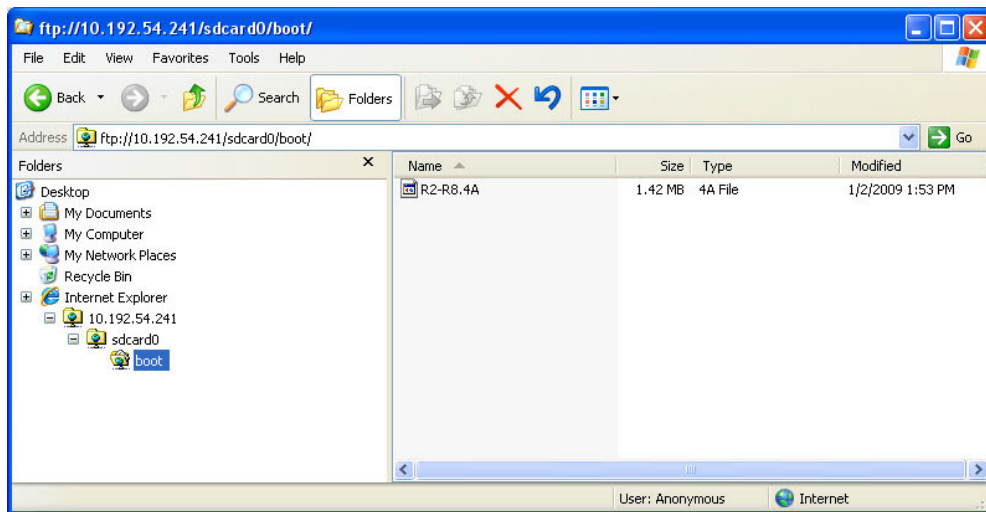 ftp://10.192.54.241/sdcard0/boot/
File Edit View Favorites Tools Help
Back Search Folders
Address ftp://10.192.54.241/sdcard0/boot/ Go
Folders
Desktop
My Documents
My Computer
My Network Places
Recycle Bin
Internet Explorer
10.192.54.241
sdcard0
boot
Name Size Type Modified
R2-R8.4A 1.42 MB 4A File 1/2/2009 1:53 PM
User: Anonymous Internet